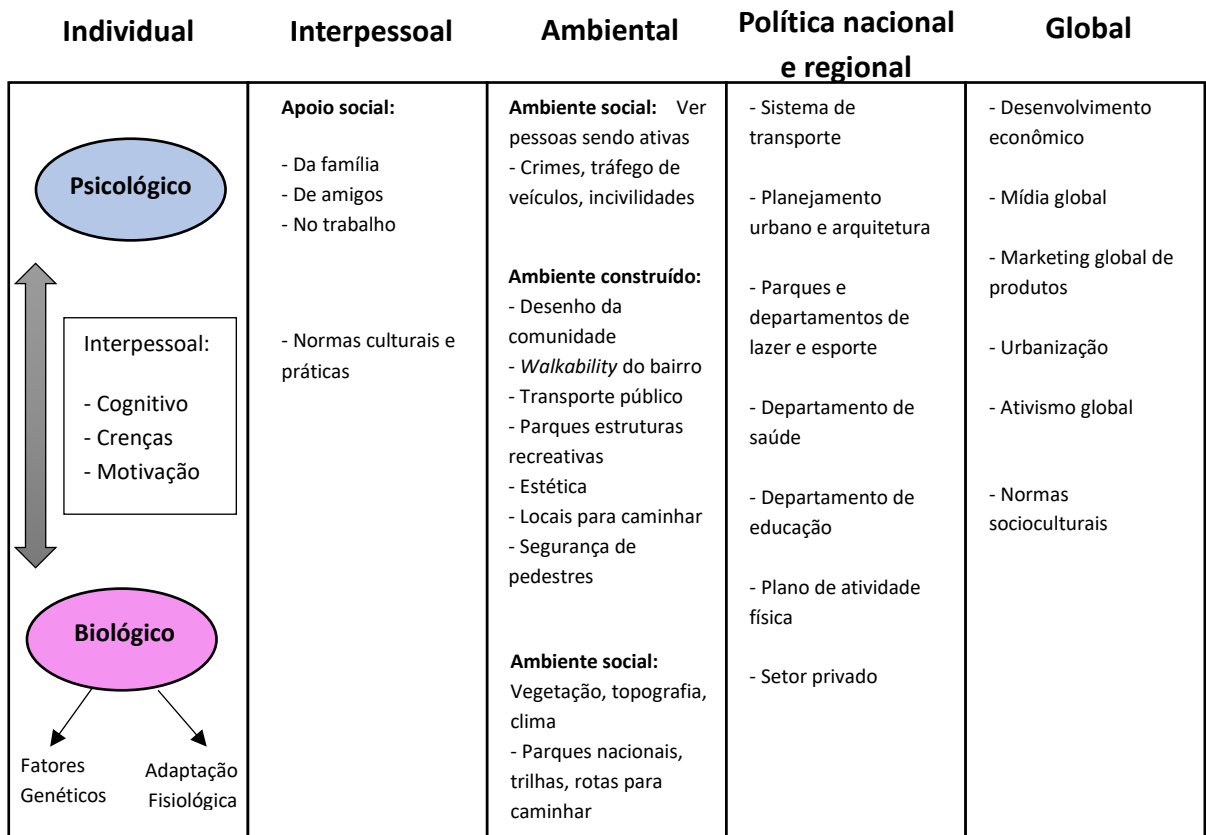 Individual
Interpessoal
Ambiental
Política nacional
e regional
Global
Psicológico
Interpessoal:
- Cognitivo
- Crenças
- Motivação
Biológico
Fatores
Genéticos
Adaptação
Fisiológica
Apoio social:
- Da família
- De amigos
- No trabalho
- Normas culturais e
práticas
Ambiente social: Ver
pessoas sendo ativas
- Crimes, tráfego de
veículos, incivilidades
Ambiente construído:
- Desenho da
comunidade
- Walkability do bairro
- Transporte público
- Parques estruturas
recreativas
- Estética
- Locais para caminhar
- Segurança de
pedestres
Ambiente social:
Vegetação, topografia,
clima
- Parques nacionais,
trilhas, rotas para
caminhar
- Sistema de
transporte
- Planejamento
urbano e arquitetura
- Parques e
departamentos de
lazer e esporte
- Departamento de
saúde
- Departamento de
educação
- Plano de atividade
física
- Setor privado
- Desenvolvimento
econômico
- Mídia global
- Marketing global de
produtos
- Urbanização
- Ativismo global
- Normas
socioculturais